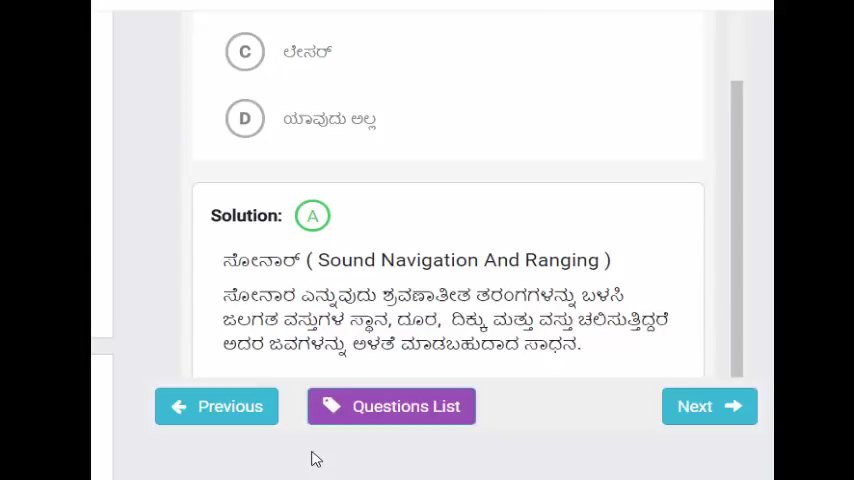 C ಲೇಸರ್
D ಯಾವುದು ಅಲ್ಲ
Solution: A
ಸೋನಾರ್ ( Sound Navigation And Ranging )
ಸೋನಾರ ಎನ್ನುವುದು ಶ್ರವಣಾತೀತ ತರಂಗಗಳನ್ನು ಬಳಸಿ
ಜಲಗತ ವಸ್ತುಗಳ ಸ್ಥಾನ, ದೂರ, ದಿಕ್ಕು ಮತ್ತು ವಸ್ತು ಚಲಿಸುತ್ತಿದ್ದರೆ
ಅದರ ಜವಗಳನ್ನು ಅಳತೆ ಮಾಡಬಹುದಾದ ಸಾಧನ.
Previous Questions List Next